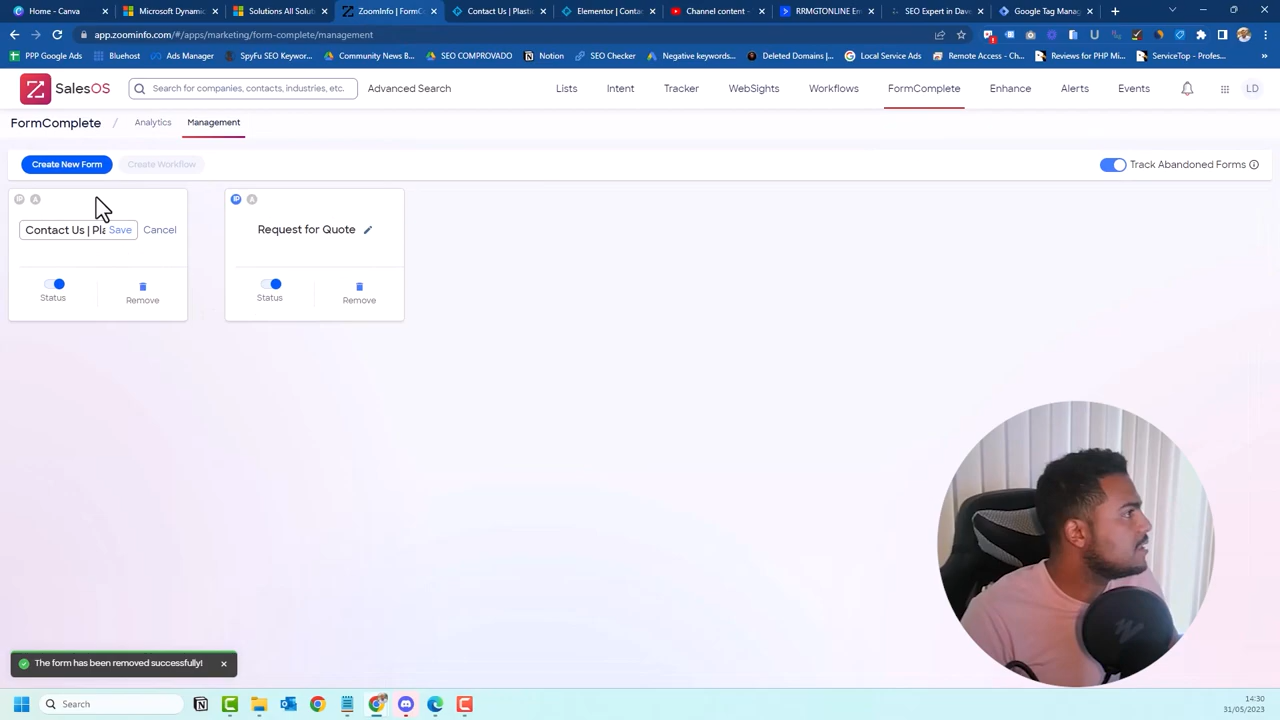 Home - Canva
Microsoft Dynami
Solutions All Solut
ZoomInfo | FormCo
Contact Us | Plasti
Elementor | Conta
Channel content -
RRMGTONLINE En
SEO Expert in Dave
Google Tag Mana
app.zoominfo.com/#/apps/marketing/form-complete/management
PPP Google Ads
Bluehost
Ads Manager
SpyFu SEO Keywor...
Community News B...
SEO COMPROVADO
Notion
SEO Checker
Negative keywords...
Deleted Domains |...
Local Service Ads
Remote Access - Ch...
Reviews for PHP Mi...
ServiceTop - Profes...
SalesOS
Search for companies, contacts, industries, etc.
Advanced Search
Lists
Intent
Tracker
WebSights
Workflows
FormComplete
Enhance
Alerts
Events
LD
FormComplete / Analytics Management
Create New Form
Create Workflow
Track Abandoned Forms
IP A
IP A
Contact Us | Pla Save Cancel
Request for Quote
Status
Remove
Status
Remove
The form has been removed successfully!
Search
14:30
31/05/2023